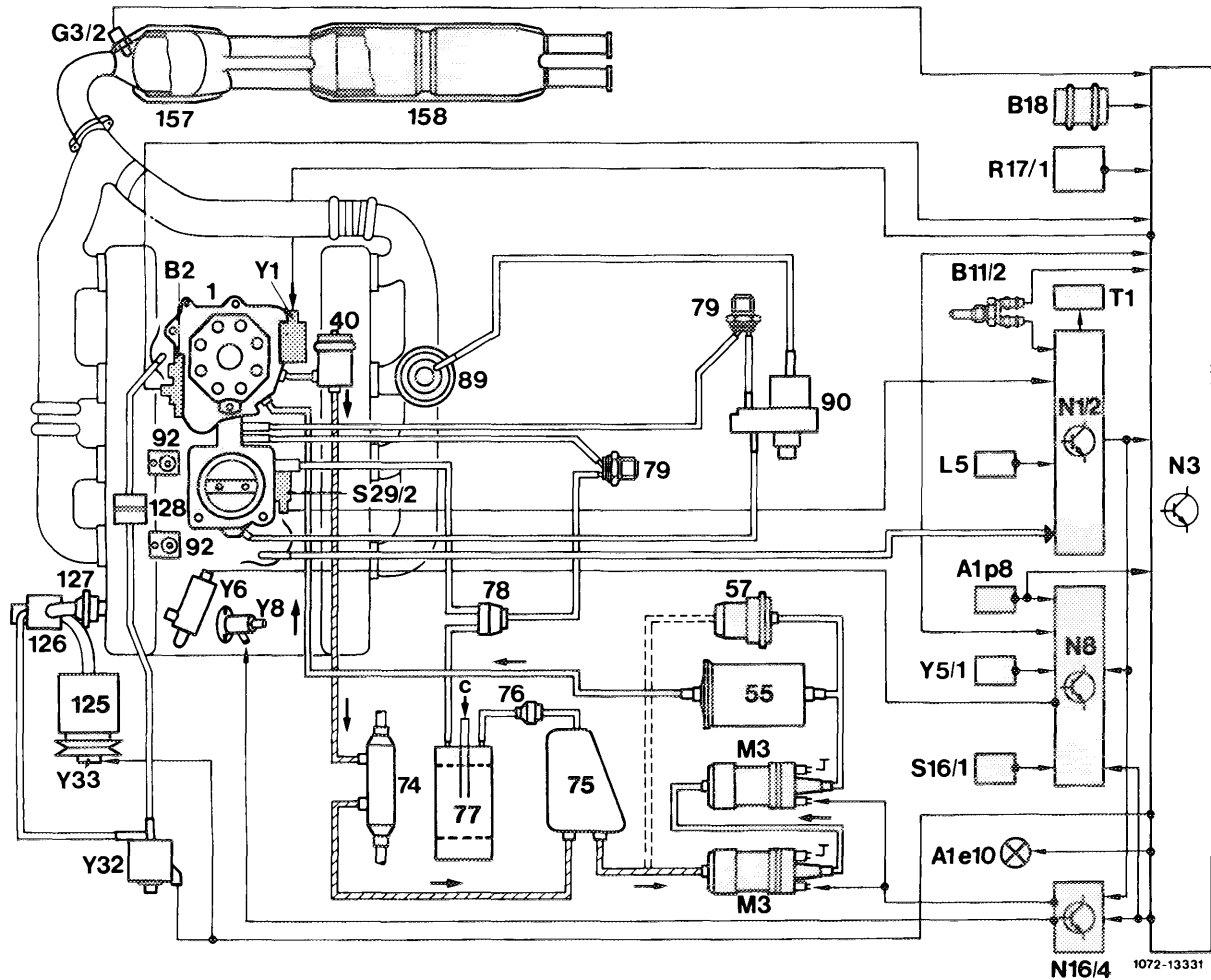 G3/2
157
158
B18
R17/1
B11/2
T1
B2
1
Y1
40
79
89
90
N1/2
N3
92
79
L5
S29/2
128
92
A1p8
127
Y6
Y8
78
57
126
N8
c
76
55
Y5/1
125
M3
S16/1
Y33
74
77
75
Y32
A1e10
M3
N16/4
1072-13331